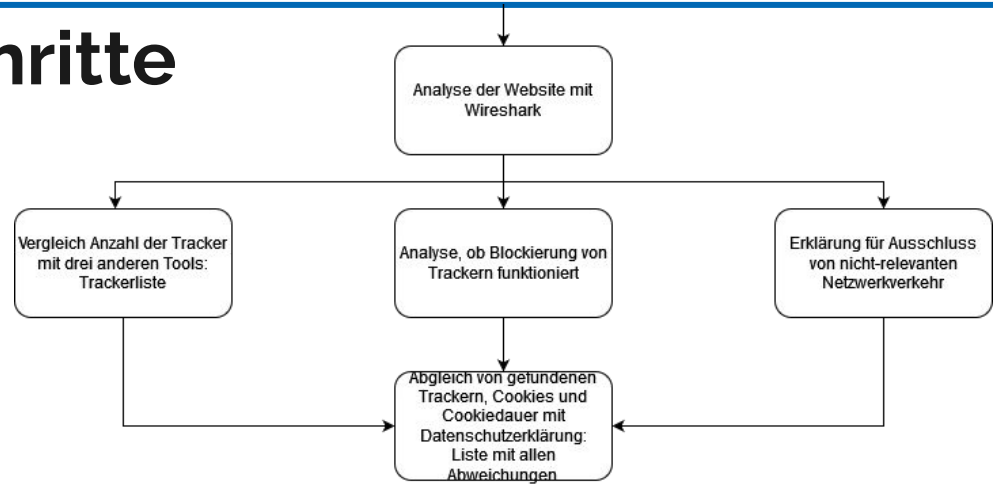 hritte
Analyse der Website mit
Wireshark
Vergleich Anzahl der Tracker
mit drei anderen Tools:
Trackerliste
Analyse, ob Blockierung von
Trackern funktioniert
Erklärung für Ausschluss
von nicht-relevanten
Netzwerkverkehr
Abgleich von gefundenen
Trackern, Cookies und
Cookiedauer mit
Datenschutzerklärung:
Liste mit allen
Abweichungen